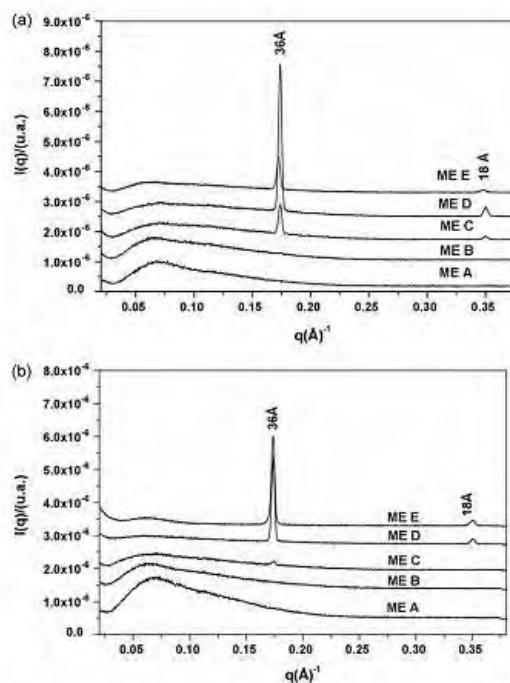 (a)
9.0x10⁻⁶
8.0x10⁻⁶
7.0x10⁻⁶
6.0x10⁻⁶
5.0x10⁻⁶
4.0x10⁻⁶
3.0x10⁻⁶
2.0x10⁻⁶
1.0x10⁻⁶
0.0
I(q)/(u.a.)
36Å
18 Å
ME E
ME D
ME C
ME B
ME A
0.05 0.10 0.15 0.20 0.25 0.30 0.35
q(Å)⁻¹
(b)
8.0x10⁻⁶
7.0x10⁻⁶
6.0x10⁻⁶
5.0x10⁻⁶
4.0x10⁻⁶
3.0x10⁻⁶
2.0x10⁻⁶
1.0x10⁻⁶
0.0
I(q)/(u.a.)
36Å
18Å
ME E
ME D
ME C
ME B
ME A
0.05 0.10 0.15 0.20 0.25 0.30 0.35
q(Å)⁻¹